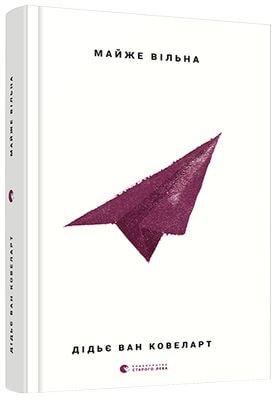 МАЙЖЕ ВІЛЬНА
ДІДЬЄ ВАН КОВЕЛАРТ
ВИДАВНИЦТВО
СТАРОГО ЛЕВА
МАЙЖЕ ВІЛЬНА
ДІДЬЄ ВАН КОВЕЛАРТ